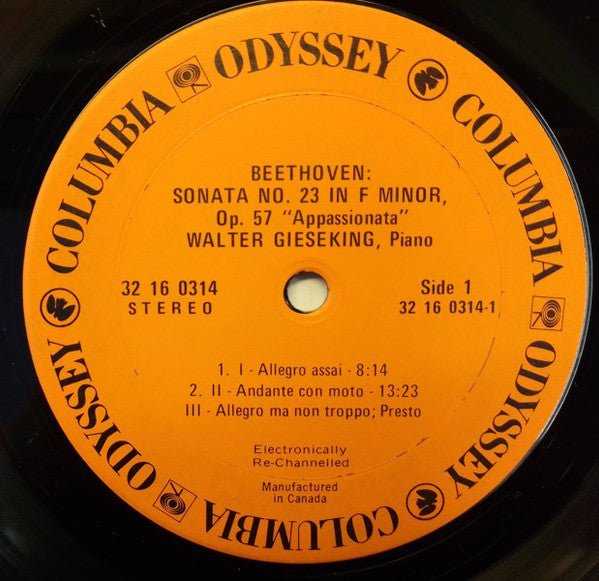 COLUMBIA ODYSSEY COLUMBIA ODYSSEY COLUMBIA ODYSSEY
BEETHOVEN:
SONATA NO. 23 IN F MINOR,
Op. 57 "Appassionata"
WALTER GIESEKING, Piano
32 16 0314
STEREO
Side 1
32 16 0314-1
1. I - Allegro assai - 8:14
2. II - Andante con moto - 13:23
III - Allegro ma non troppo; Presto
Electronically
Re-Channelled
Manufactured
in Canada